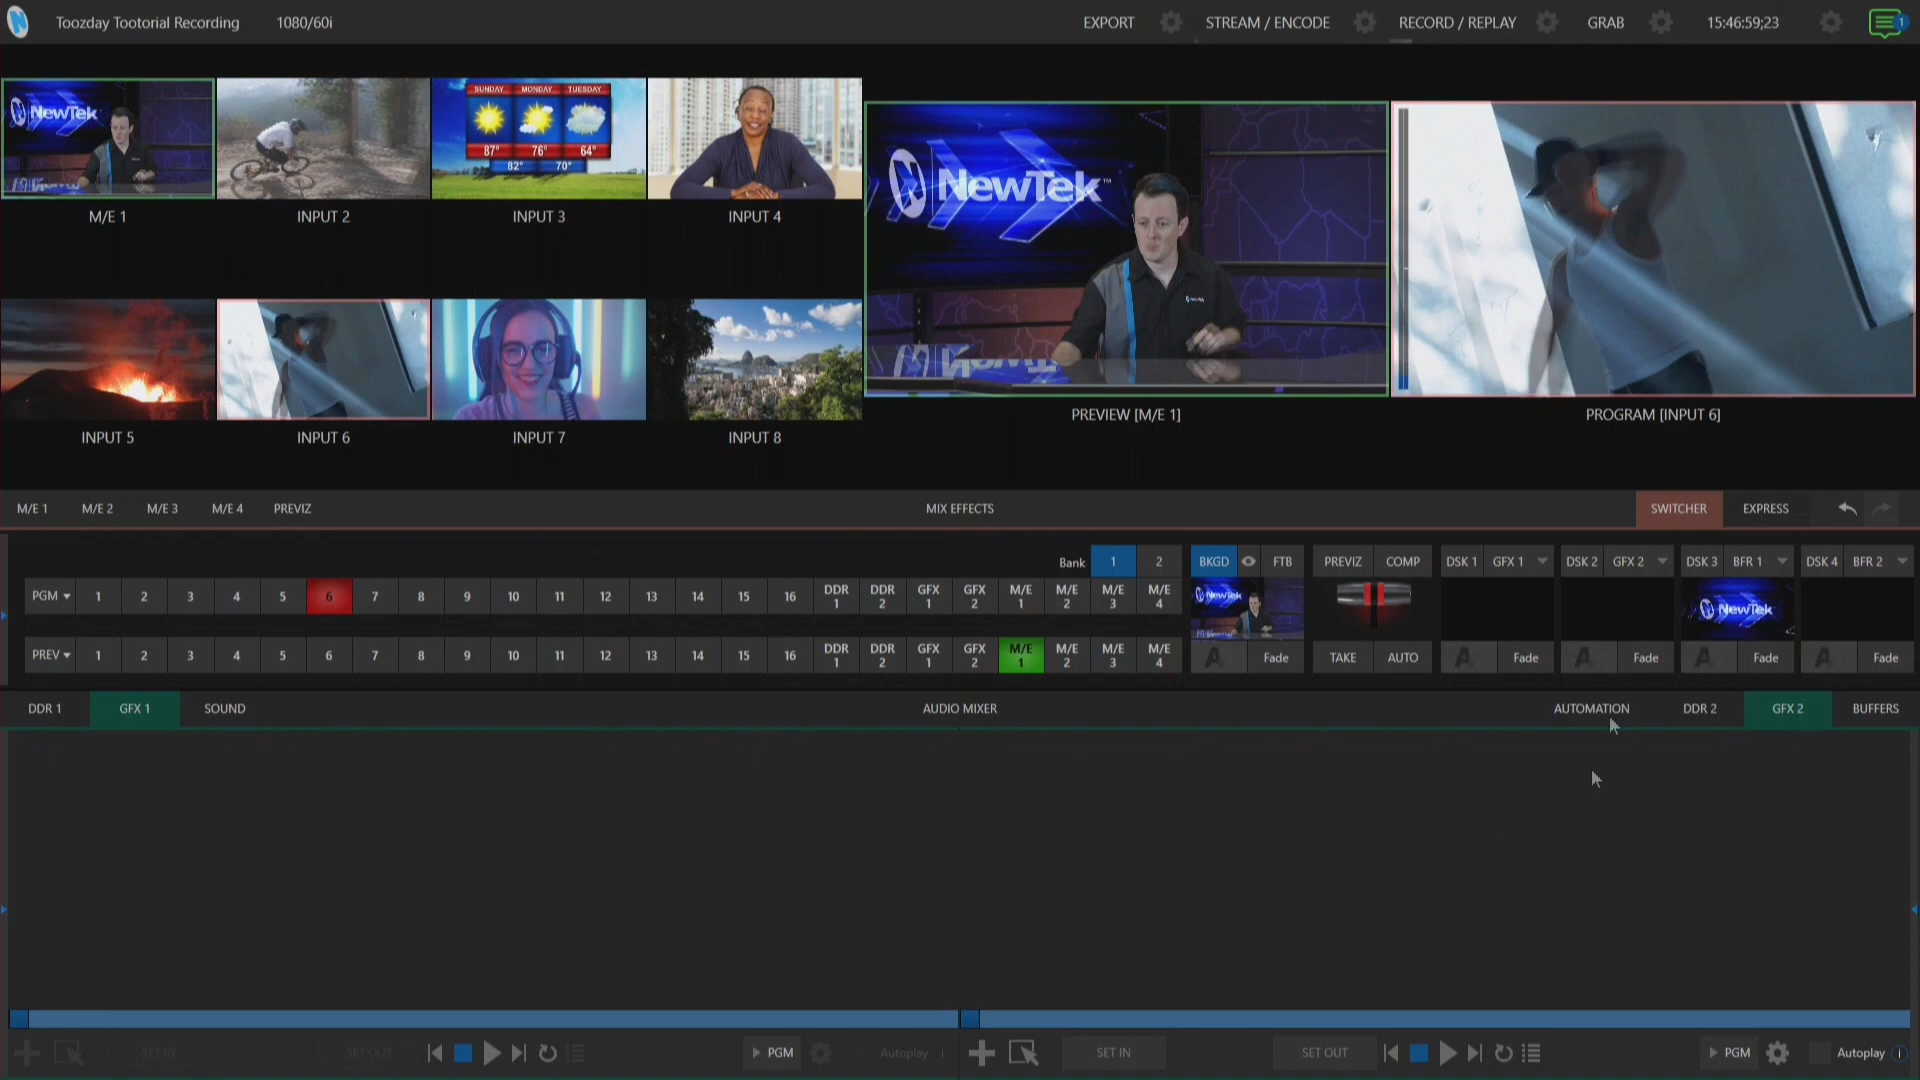 Toozday Tootorial Recording 1080/60i EXPORT STREAM / ENCODE RECORD / REPLAY GRAB 15:46:59;23 1
NewTek
SUNDAY MONDAY TUESDAY
87° 76° 64°
82° 70°
M/E 1 INPUT 2 INPUT 3 INPUT 4
NewTek™
INPUT 5 INPUT 6 INPUT 7 INPUT 8
PREVIEW [M/E 1] PROGRAM [INPUT 6]
M/E 1 M/E 2 M/E 3 M/E 4 PREVIZ MIX EFFECTS SWITCHER EXPRESS
Bank 1 2 BKGD FTB PREVIZ COMP DSK 1 GFX 1 DSK 2 GFX 2 DSK 3 BFR 1 DSK 4 BFR 2
PGM 1 2 3 4 5 6 7 8 9 10 11 12 13 14 15 16 DDR 1 DDR 2 GFX 1 GFX 2 M/E 1 M/E 2 M/E 3 M/E 4
NewTek NewTek
PREV 1 2 3 4 5 6 7 8 9 10 11 12 13 14 15 16 DDR 1 DDR 2 GFX 1 GFX 2 M/E 1 M/E 2 M/E 3 M/E 4
A Fade TAKE AUTO A Fade A Fade A Fade A Fade
DDR 1 GFX 1 SOUND AUDIO MIXER AUTOMATION DDR 2 GFX 2 BUFFERS
SET IN SET OUT PGM Autoplay SET IN SET OUT PGM Autoplay